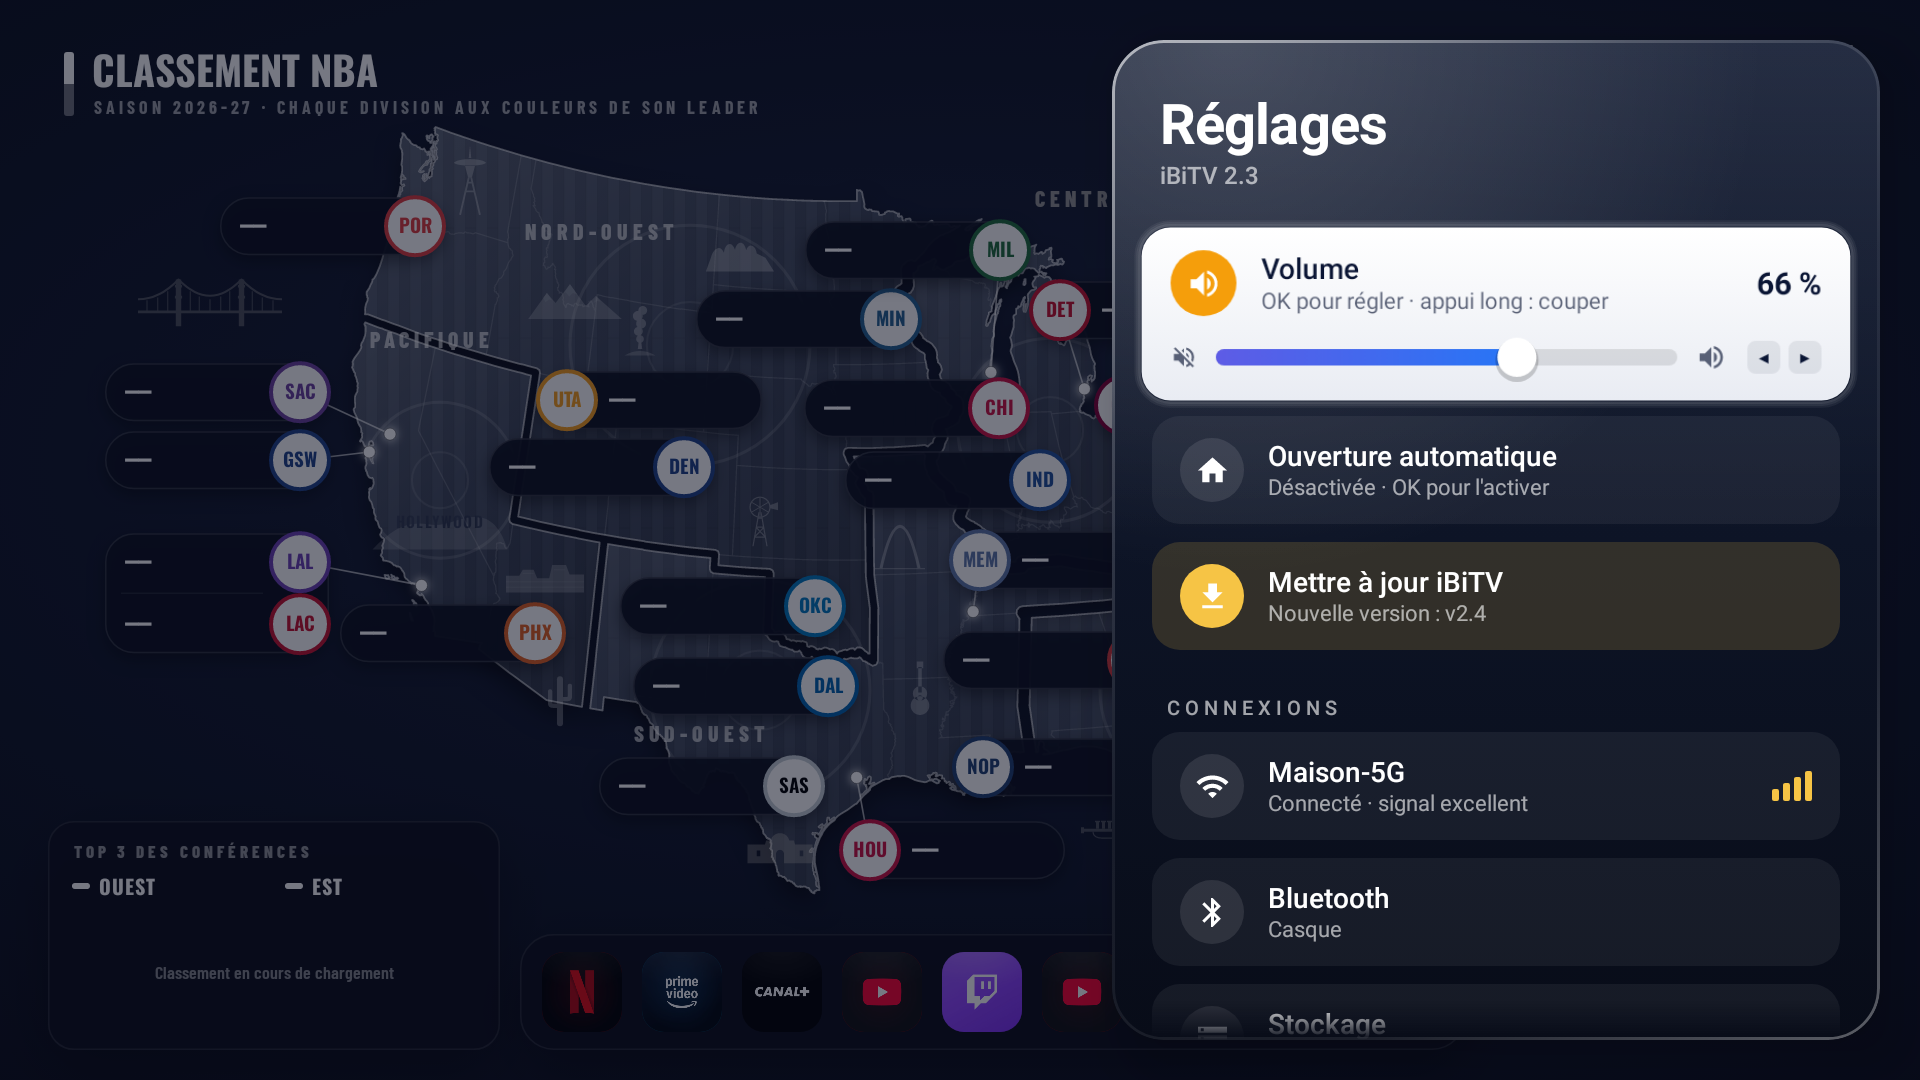 CLASSEMENT NBA
SAISON 2026-27 · CHAQUE DIVISION AUX COULEURS DE SON LEADER
POR
NORD-OUEST
CENTR
MIL
MIN
DET
PACIFIQUE
SAC
UTA
CHI
GSW
DEN
IND
HOLLYWOOD
LAL
MEM
LAC
PHX
OKC
DAL
SUD-OUEST
SAS
NOP
HOU
TOP 3 DES CONFÉRENCES
OUEST
EST
Classement en cours de chargement
N
prime video
CANAL+
Réglages
iBiTV 2.3
Volume
66 %
OK pour régler · appui long : couper
Ouverture automatique
Désactivée · OK pour l'activer
Mettre à jour iBiTV
Nouvelle version : v2.4
CONNEXIONS
Maison-5G
Connecté · signal excellent
Bluetooth
Casque
Stockage